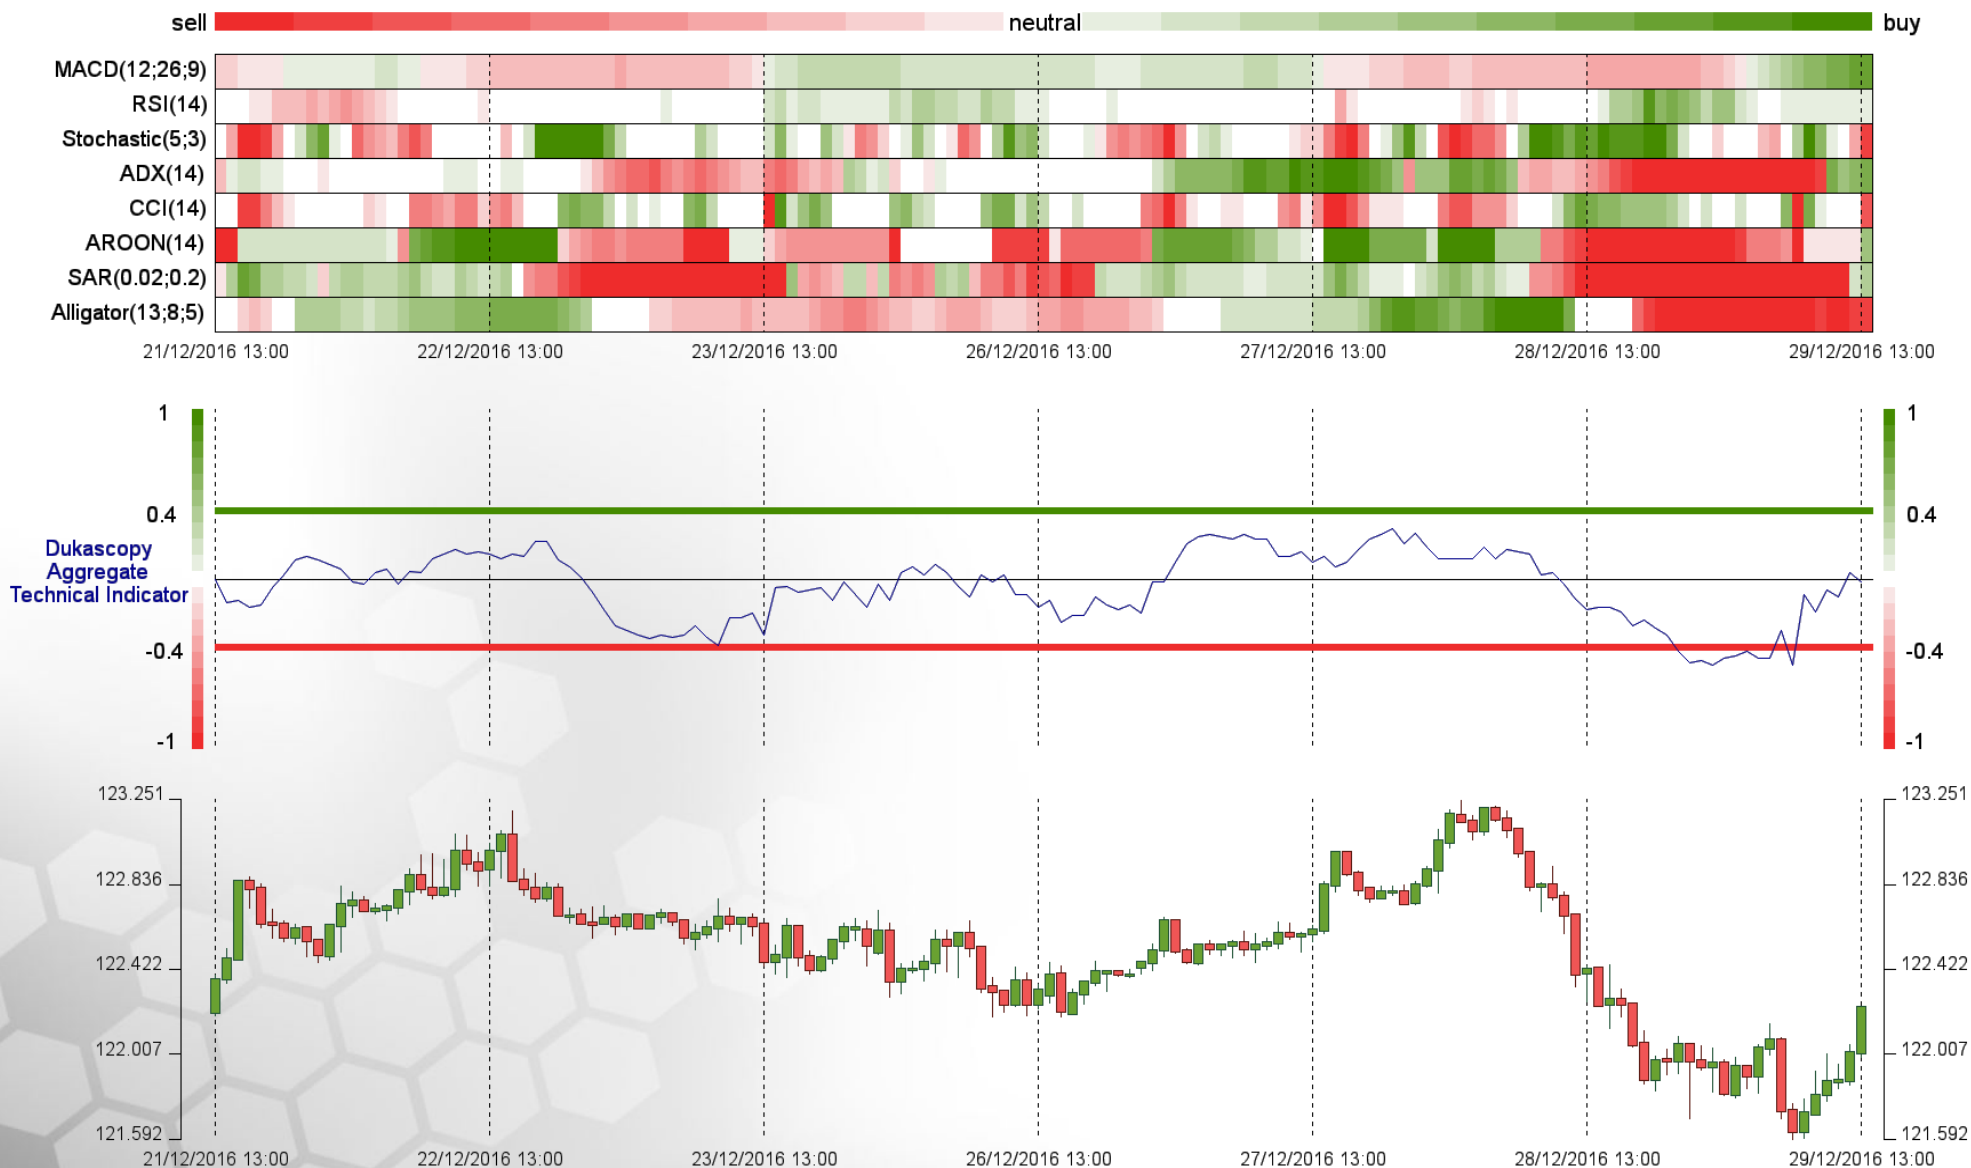 sell neutral buy
MACD(12;26;9)
RSI(14)
Stochastic(5;3)
ADX(14)
CCI(14)
AROON(14)
SAR(0.02;0.2)
Alligator(13;8;5)
21/12/2016 13:00 22/12/2016 13:00 23/12/2016 13:00 26/12/2016 13:00 27/12/2016 13:00 28/12/2016 13:00 29/12/2016 13:00
1 1
0.4 0.4
Dukascopy
Aggregate
Technical Indicator
-0.4 -0.4
-1 -1
123.251 123.251
122.836 122.836
122.422 122.422
122.007 122.007
121.592 121.592
21/12/2016 13:00 22/12/2016 13:00 23/12/2016 13:00 26/12/2016 13:00 27/12/2016 13:00 28/12/2016 13:00 29/12/2016 13:00